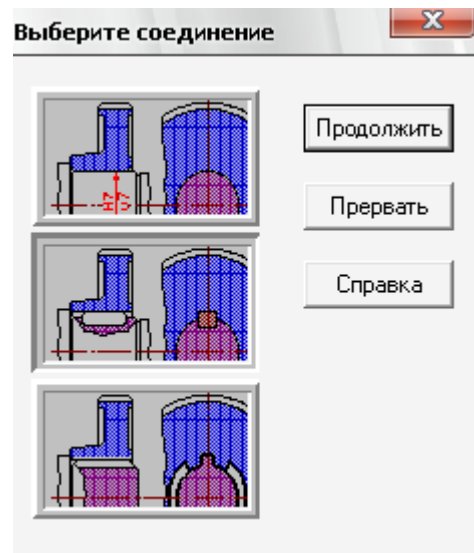 Выберите соединение
Продолжить
Прервать
Справка